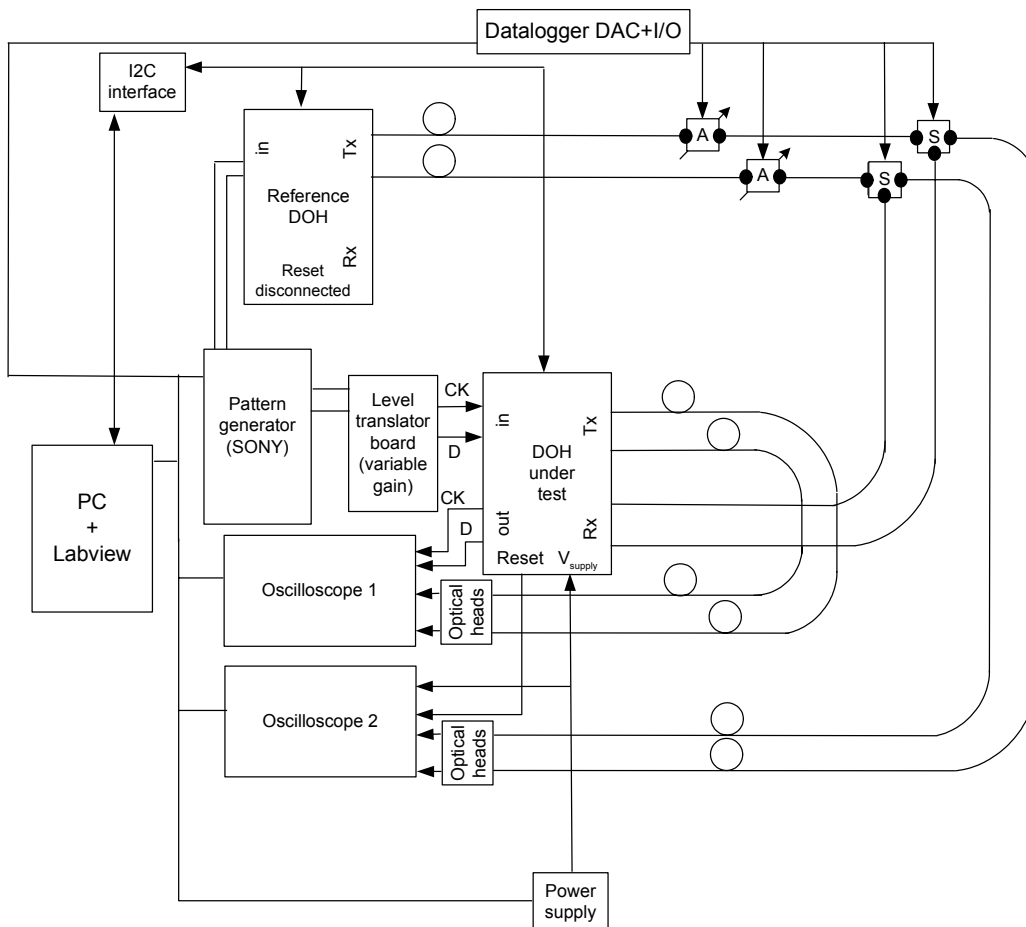 Datalogger DAC+I/O
I2C
interface
in
Tx
Reference
DOH
Rx
Reset
disconnected
A
A
S
S
Pattern
generator
(SONY)
Level
translator
board
(variable
gain)
CK
D
in
Tx
DOH
under
test
out
Rx
Reset
Vsupply
CK
D
PC
+
Labview
Oscilloscope 1
Optical
heads
Oscilloscope 2
Optical
heads
Power
supply